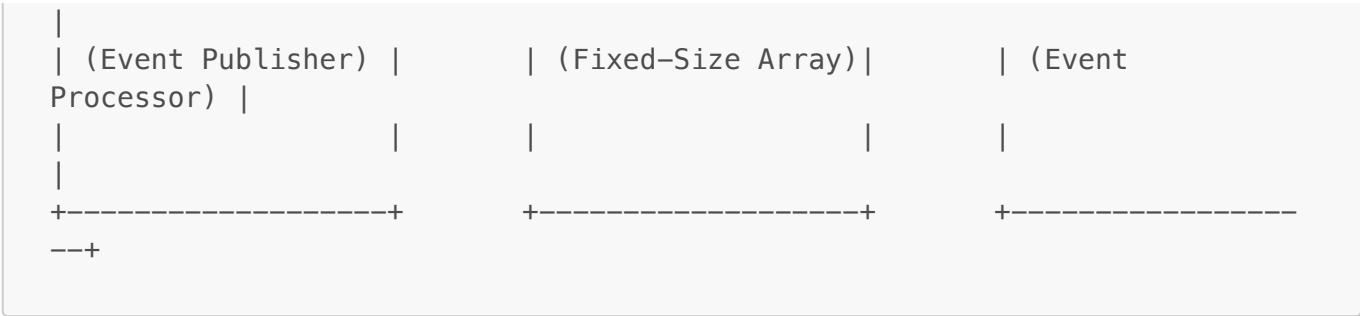 |
| (Event Publisher) |       | (Fixed-Size Array)|       | (Event
Processor) |
|                   |       |                   |       |
|
+-------------------+       +-------------------+       +-----------------
--+